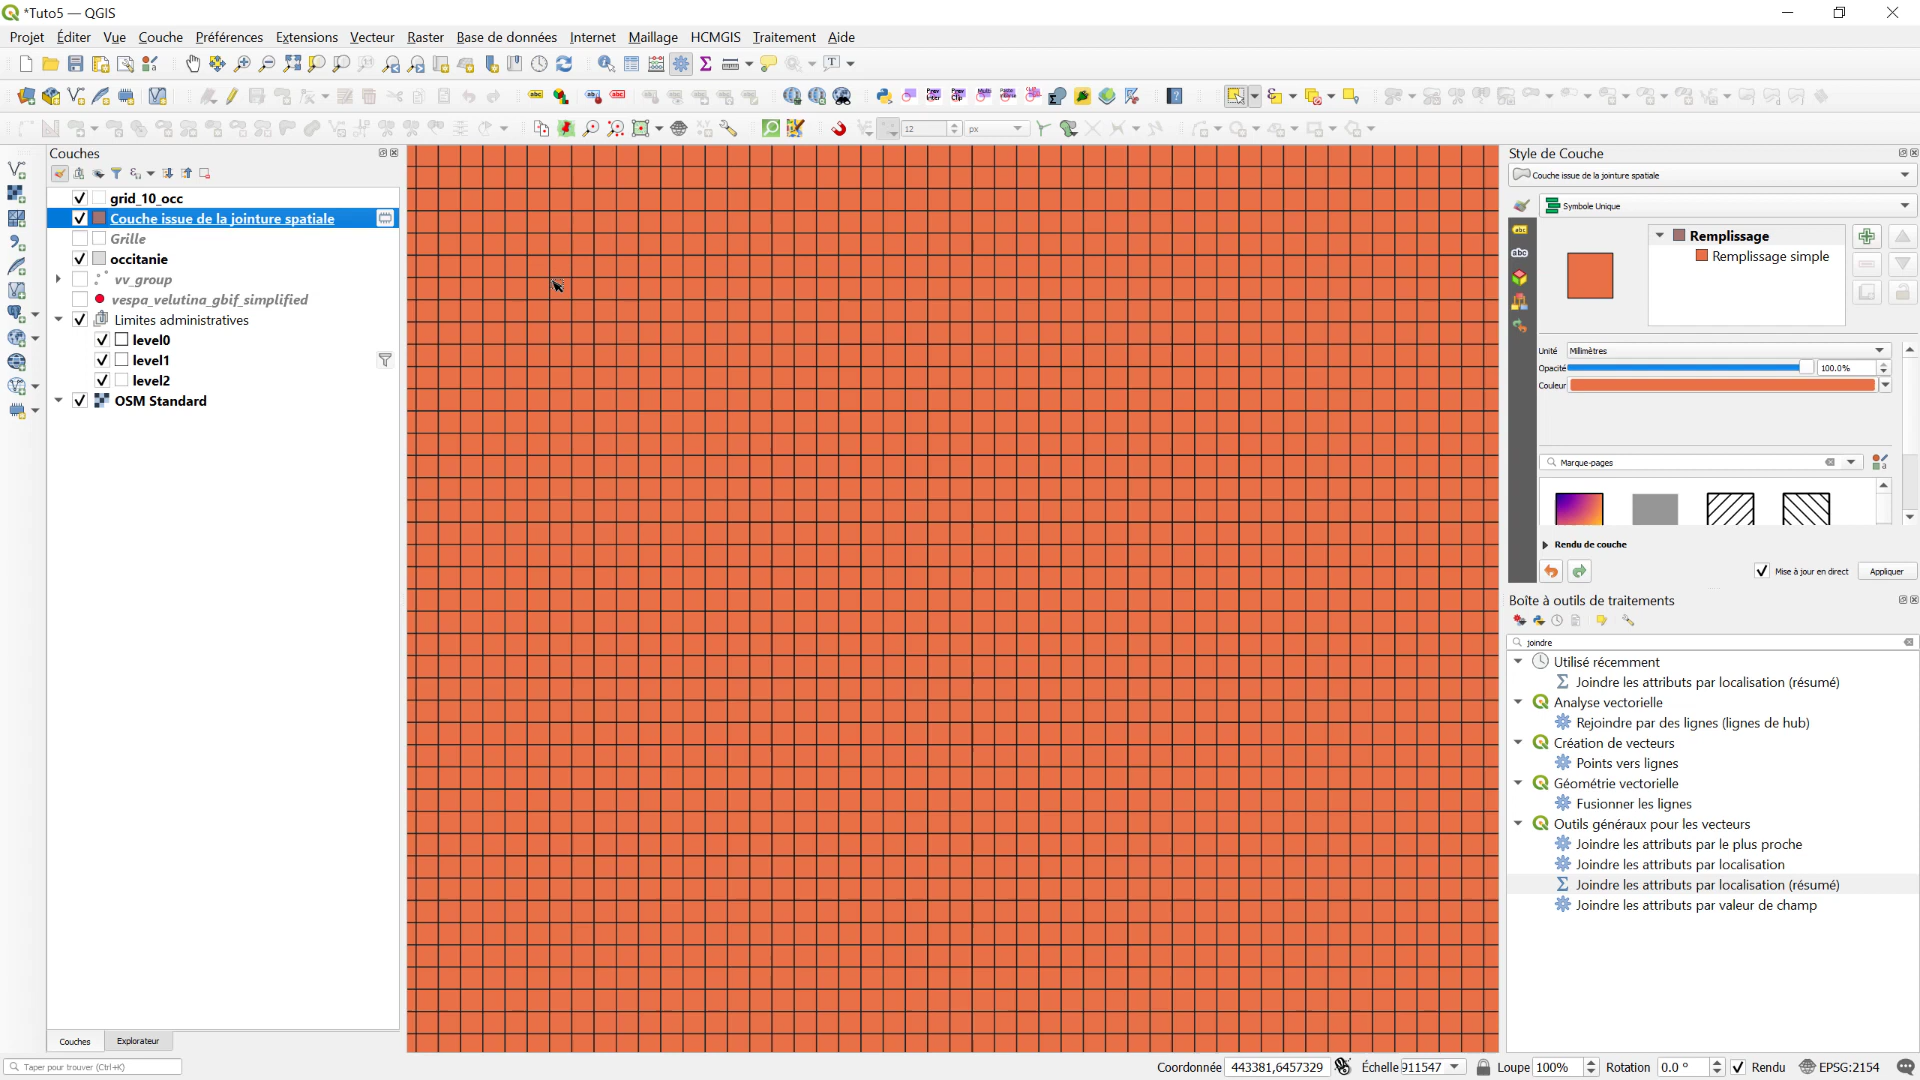 *Tuto5 — QGIS
Projet Éditer Vue Couche Préférences Extensions Vecteur Raster Base de données Internet Maillage HCMGIS Traitement Aide
12 px
Couches
grid_10_occ
Couche issue de la jointure spatiale
Grille
occitanie
vv_group
vespa_velutina_gbif_simplified
Limites administratives
level0
level1
level2
OSM Standard
Couches Explorateur
Taper pour trouver (Ctrl+K)
Style de Couche
Couche issue de la jointure spatiale
Symbole Unique
Remplissage
Remplissage simple
Unité Millimètres
Opacité 100.0%
Couleur
Marque-pages
Rendu de couche
Mise à jour en direct Appliquer
Boîte à outils de traitements
joindre
Utilisé récemment
Joindre les attributs par localisation (résumé)
Analyse vectorielle
Rejoindre par des lignes (lignes de hub)
Création de vecteurs
Points vers lignes
Géométrie vectorielle
Fusionner les lignes
Outils généraux pour les vecteurs
Joindre les attributs par le plus proche
Joindre les attributs par localisation
Joindre les attributs par localisation (résumé)
Joindre les attributs par valeur de champ
Coordonnée 443381,6457329 Échelle 911547 Loupe 100% Rotation 0.0 ° Rendu EPSG:2154